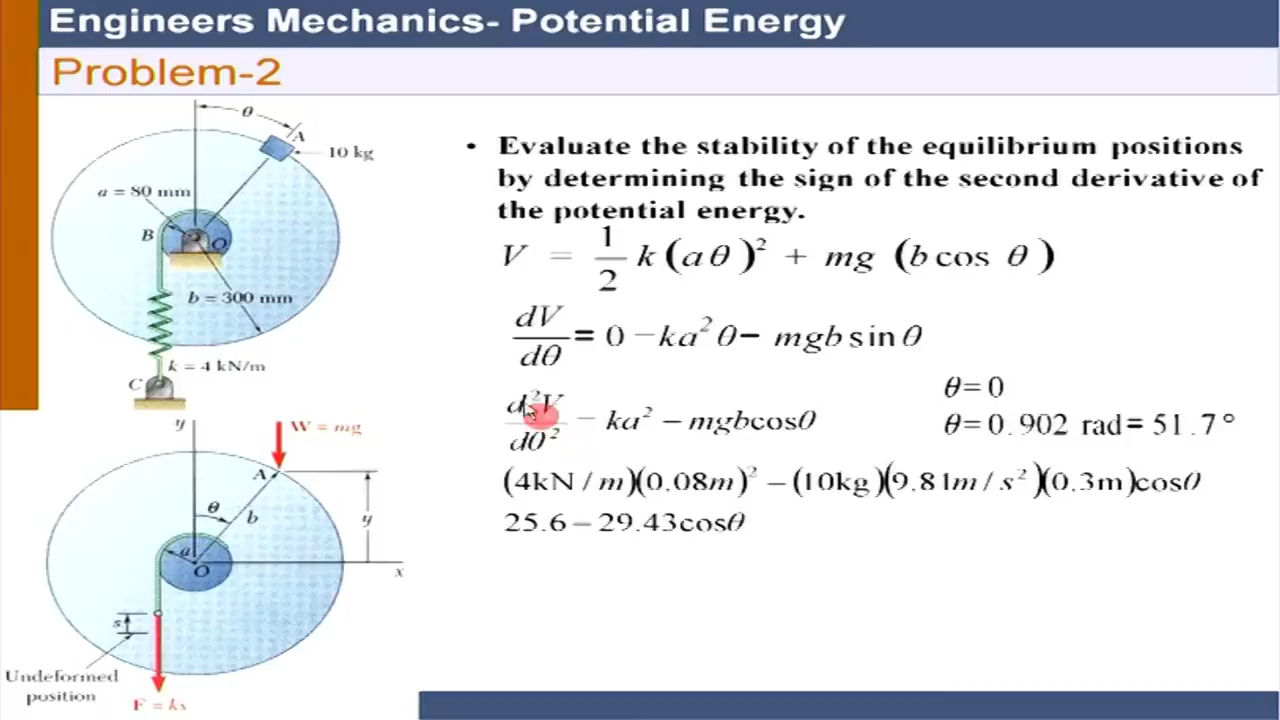 Engineers Mechanics- Potential Energy
Problem-2
θ
A
10 kg
a = 80 mm
B
O
b = 300 mm
k = 4 kN/m
C
• Evaluate the stability of the equilibrium positions
by determining the sign of the second derivative of
the potential energy.
V = 1/2 k(aθ)² + mg (b cos θ)
dV/dθ = 0 − ka²θ − mgb sin θ
d²V/dθ² = ka² − mgbcosθ
θ = 0
θ = 0.902 rad = 51.7°
(4kN / m)(0.08m)² − (10kg)(9.81m / s²)(0.3m)cosθ
25.6 − 29.43cosθ
y
W = mg
A
θ
b
y
a
O
x
s
Undeformed
position
F = ks